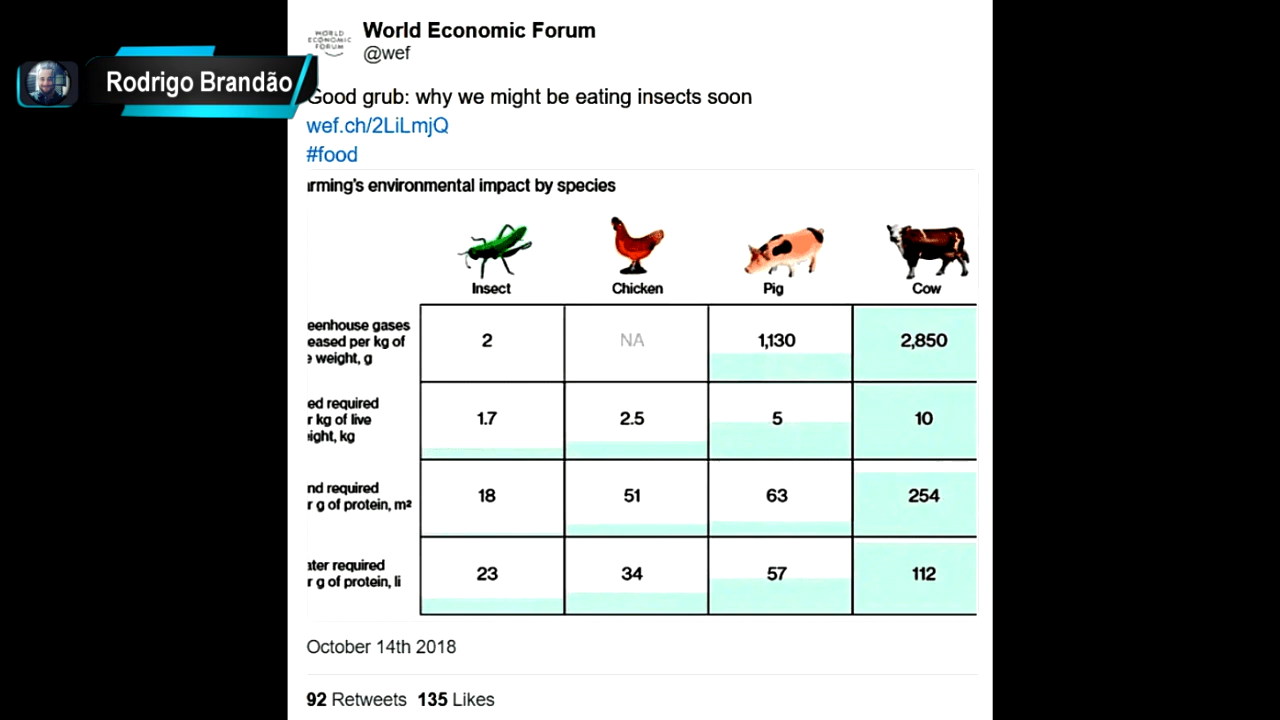 WORLD
ECONOMIC
FORUM
World Economic Forum
@wef
Rodrigo Brandão
Good grub: why we might be eating insects soon
wef.ch/2LiLmjQ
#food
rming's environmental impact by species
Insect Chicken Pig Cow
eenhouse gases
eased per kg of
e weight, g
2 NA 1,130 2,850
ed required
r kg of live
ight, kg
1.7 2.5 5 10
nd required
r g of protein, m²
18 51 63 254
ter required
r g of protein, li
23 34 57 112
October 14th 2018
92 Retweets 135 Likes